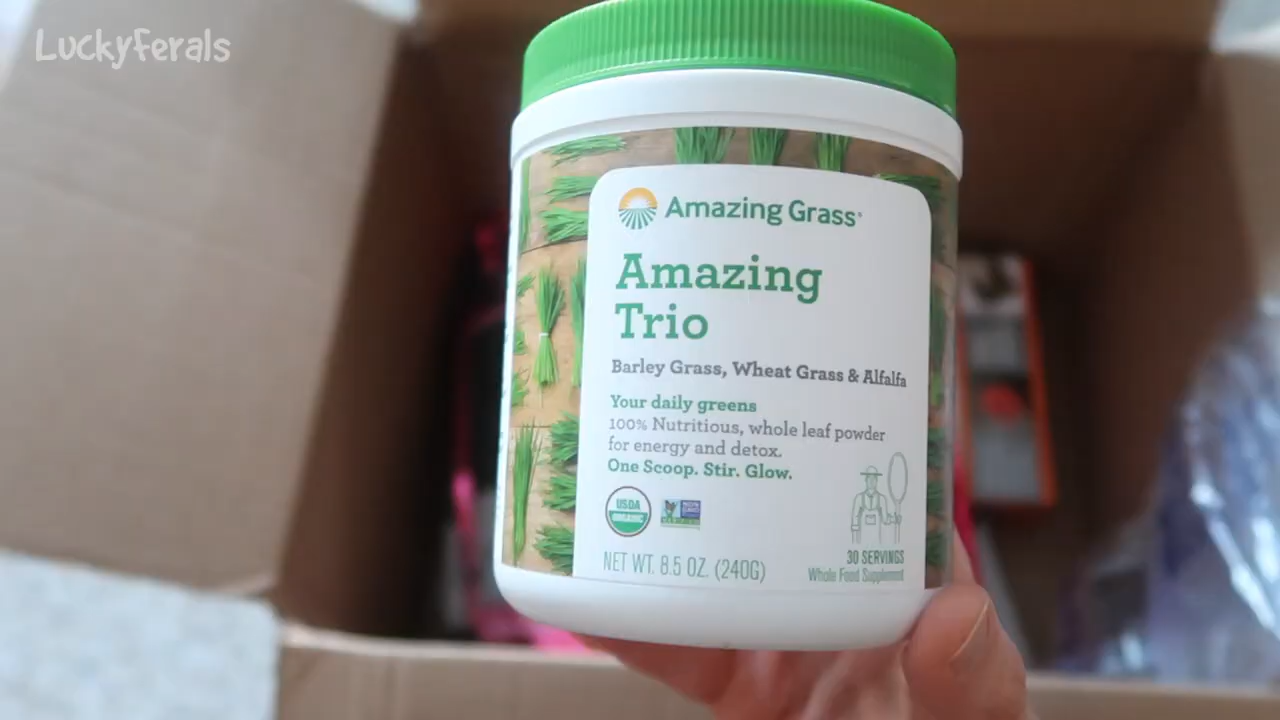 LuckyFerals
Amazing Grass
Amazing
Trio
Barley Grass, Wheat Grass & Alfalfa
Your daily greens
100% Nutritious, whole leaf powder
for energy and detox.
One Scoop. Stir. Glow.
USDA
ORGANIC
NET WT. 8.5 OZ. (240G)
30 SERVINGS
Whole Food Supplement